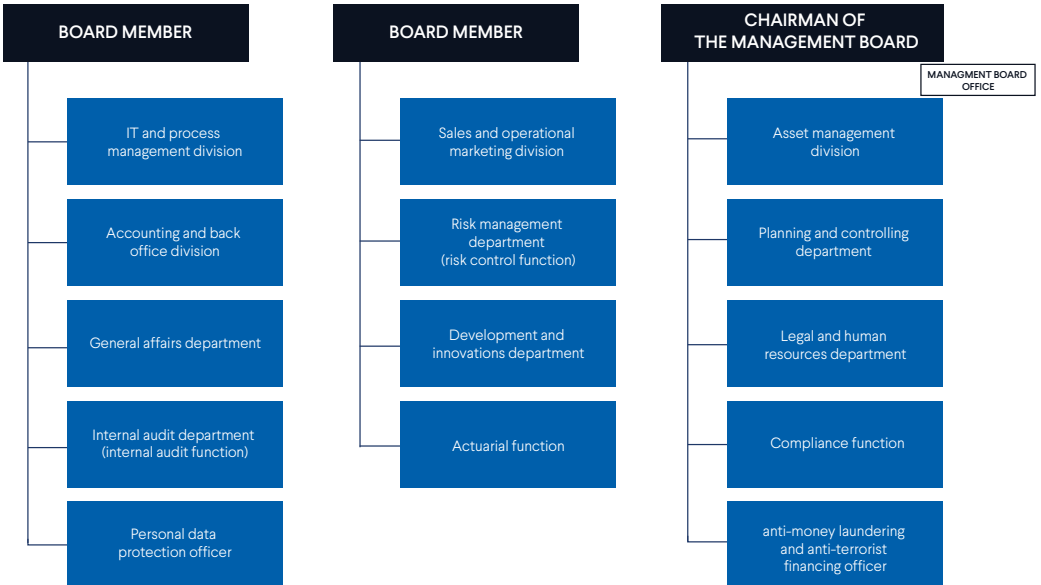 BOARD MEMBER
IT and process
management division
Accounting and back
office division
General affairs department
Internal audit department
(internal audit function)
Personal data
protection officer
BOARD MEMBER
Sales and operational
marketing division
Risk management
department
(risk control function)
Development and
innovations department
Actuarial function
CHAIRMAN OF
THE MANAGEMENT BOARD
MANAGMENT BOARD
OFFICE
Asset management
division
Planning and controlling
department
Legal and human
resources department
Compliance function
anti-money laundering
and anti-terrorist
financing officer